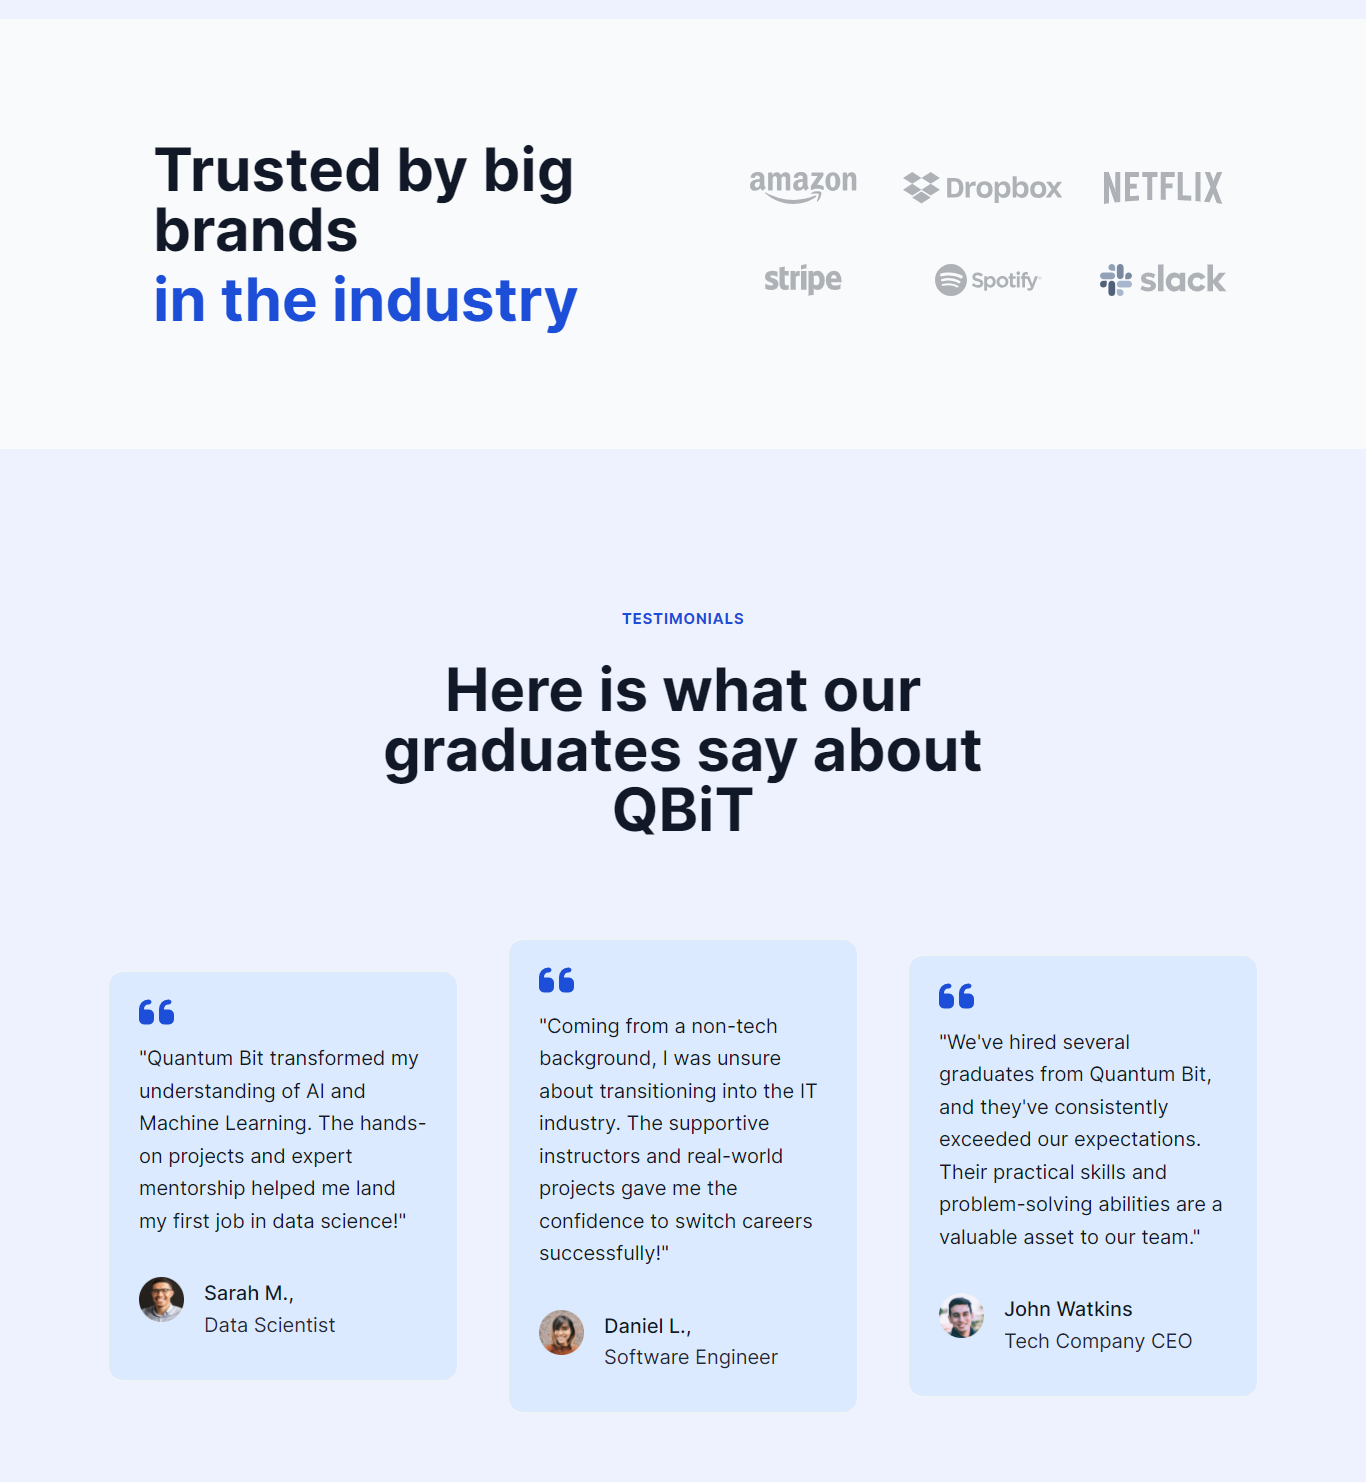 Trusted by big
brands
in the industry
amazon
Dropbox
NETFLIX
stripe
Spotify
slack
TESTIMONIALS
Here is what our
graduates say about
QBiT
"Quantum Bit transformed my
understanding of AI and
Machine Learning. The hands-
on projects and expert
mentorship helped me land
my first job in data science!"
Sarah M.,
Data Scientist
"Coming from a non-tech
background, I was unsure
about transitioning into the IT
industry. The supportive
instructors and real-world
projects gave me the
confidence to switch careers
successfully!"
Daniel L.,
Software Engineer
"We've hired several
graduates from Quantum Bit,
and they've consistently
exceeded our expectations.
Their practical skills and
problem-solving abilities are a
valuable asset to our team."
John Watkins
Tech Company CEO